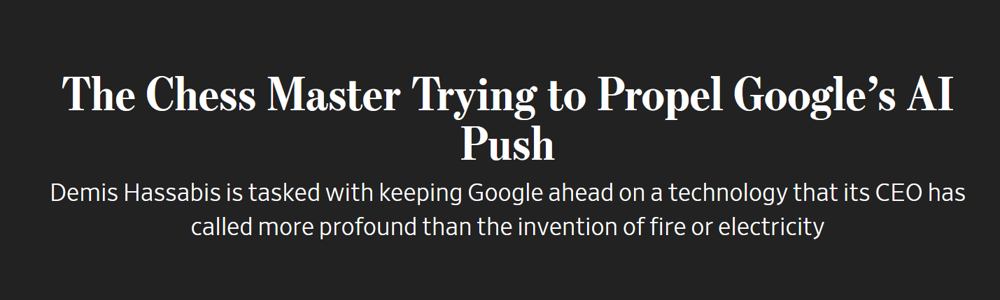 The Chess Master Trying to Propel Google’s AI
Push
Demis Hassabis is tasked with keeping Google ahead on a technology that its CEO has
called more profound than the invention of fire or electricity